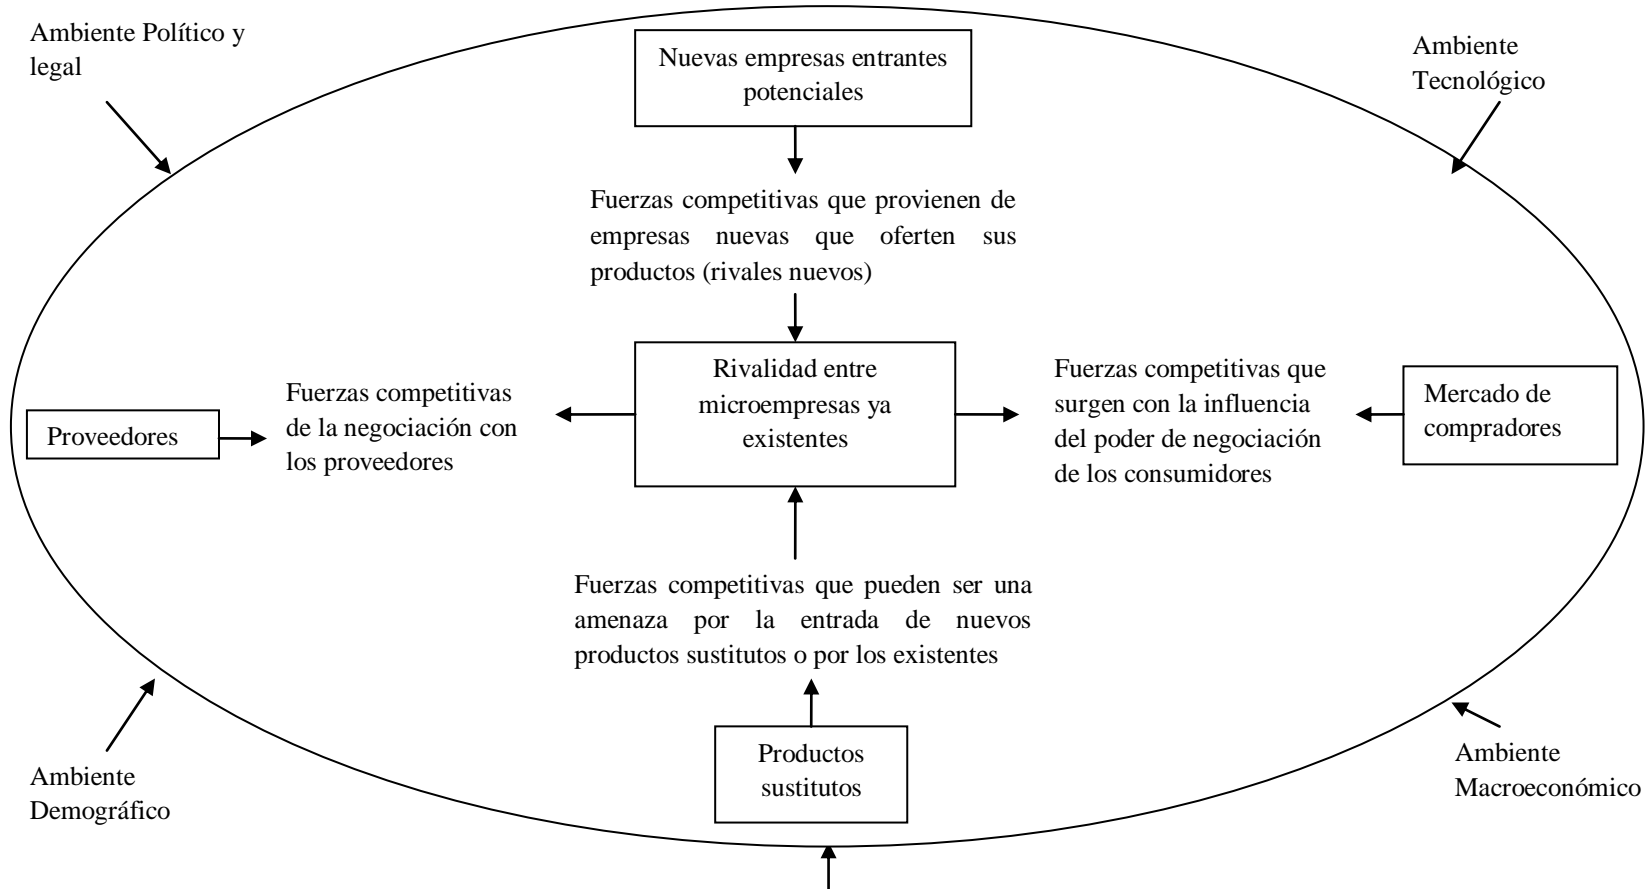 Ambiente Político y
legal
Nuevas empresas entrantes
potenciales
Ambiente
Tecnológico
Fuerzas competitivas que provienen de
empresas nuevas que oferten sus
productos (rivales nuevos)
Proveedores
Fuerzas competitivas
de la negociación con
los proveedores
Rivalidad entre
microempresas ya
existentes
Fuerzas competitivas que
surgen con la influencia
del poder de negociación
de los consumidores
Mercado de
compradores
Fuerzas competitivas que pueden ser una
amenaza por la entrada de nuevos
productos sustitutos o por los existentes
Ambiente
Demográfico
Productos
sustitutos
Ambiente
Macroeconómico